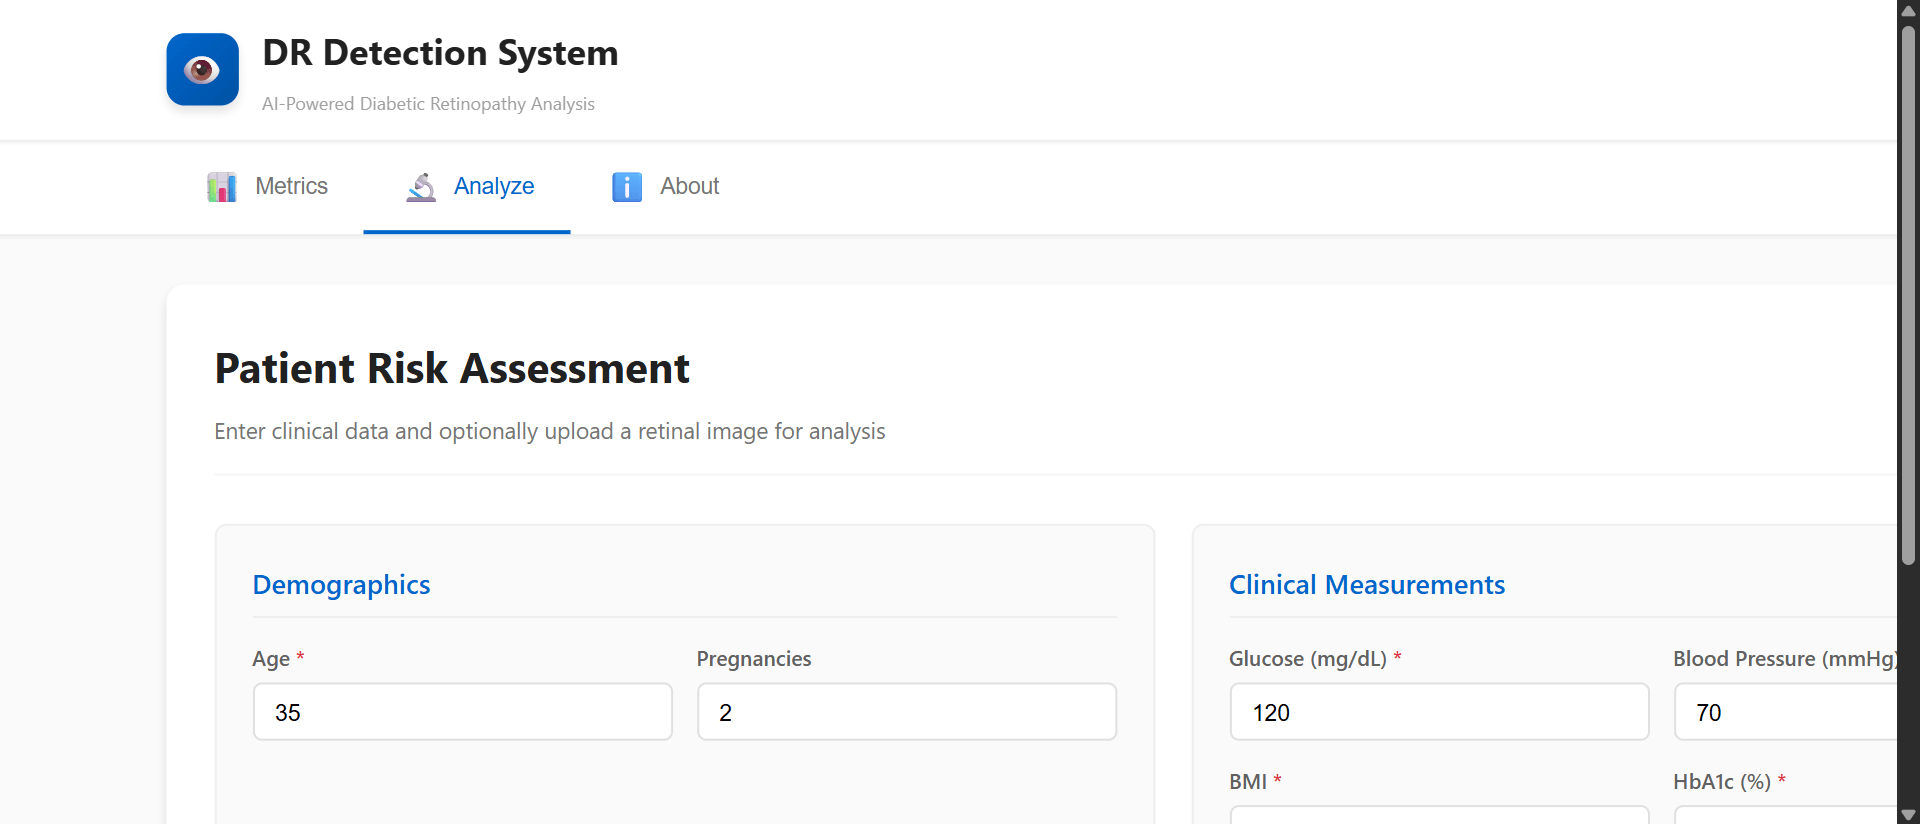 DR Detection System
AI-Powered Diabetic Retinopathy Analysis
Metrics Analyze About
Patient Risk Assessment
Enter clinical data and optionally upload a retinal image for analysis
Demographics
Age * Pregnancies
35 2
Clinical Measurements
Glucose (mg/dL) * Blood Pressure (mmHg)
120 70
BMI * HbA1c (%) *